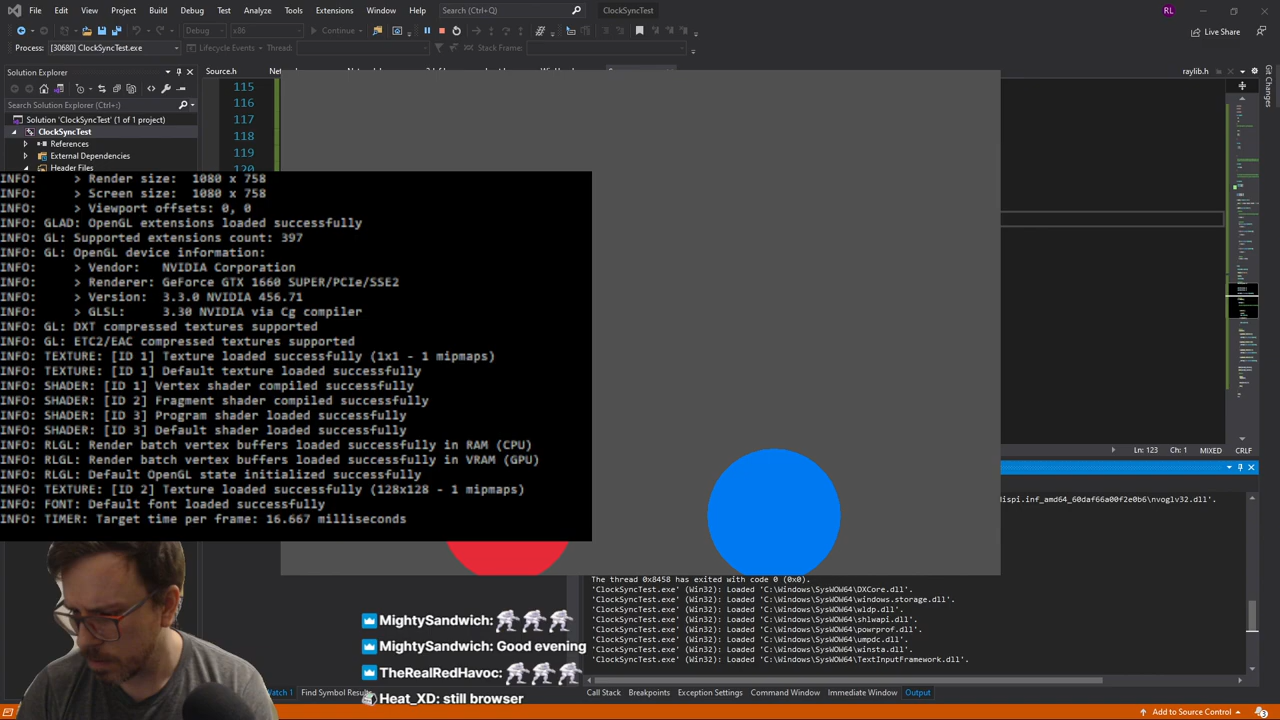 File Edit View Project Build Debug Test Analyze Tools Extensions Window Help Search (Ctrl+Q) ClockSyncTest RL
Debug x86 Continue Live Share
Process: [30680] ClockSyncTest.exe Lifecycle Events Thread: Stack Frame:
Solution Explorer Source.h raylib.h
Search Solution Explorer (Ctrl+;)
Solution 'ClockSyncTest' (1 of 1 project)
ClockSyncTest
References
External Dependencies
Header Files
Git Changes
115
116
117
118
119
120
INFO: > Render size: 1080 x 758
INFO: > Screen size: 1080 x 758
INFO: > Viewport offsets: 0, 0
INFO: GLAD: OpenGL extensions loaded successfully
INFO: GL: Supported extensions count: 397
INFO: GL: OpenGL device information:
INFO: > Vendor: NVIDIA Corporation
INFO: > Renderer: GeForce GTX 1660 SUPER/PCIe/SSE2
INFO: > Version: 3.3.0 NVIDIA 456.71
INFO: > GLSL: 3.30 NVIDIA via Cg compiler
INFO: GL: DXT compressed textures supported
INFO: GL: ETC2/EAC compressed textures supported
INFO: TEXTURE: [ID 1] Texture loaded successfully (1x1 - 1 mipmaps)
INFO: TEXTURE: [ID 1] Default texture loaded successfully
INFO: SHADER: [ID 1] Vertex shader compiled successfully
INFO: SHADER: [ID 2] Fragment shader compiled successfully
INFO: SHADER: [ID 3] Program shader loaded successfully
INFO: SHADER: [ID 3] Default shader loaded successfully
INFO: RLGL: Render batch vertex buffers loaded successfully in RAM (CPU)
INFO: RLGL: Render batch vertex buffers loaded successfully in VRAM (GPU)
INFO: RLGL: Default OpenGL state initialized successfully
INFO: TEXTURE: [ID 2] Texture loaded successfully (128x128 - 1 mipmaps)
INFO: FONT: Default font loaded successfully
INFO: TIMER: Target time per frame: 16.667 milliseconds
Ln: 123 Ch: 1 MIXED CRLF
dispi.inf_amd64_60daf66a00f2e0b6\nvoglv32.dll'.
The thread 0x8458 has exited with code 0 (0x0).
'ClockSyncTest.exe' (Win32): Loaded 'C:\Windows\SysWOW64\DXCore.dll'.
'ClockSyncTest.exe' (Win32): Loaded 'C:\Windows\SysWOW64\windows.storage.dll'.
'ClockSyncTest.exe' (Win32): Loaded 'C:\Windows\SysWOW64\wldp.dll'.
'ClockSyncTest.exe' (Win32): Loaded 'C:\Windows\SysWOW64\shlwapi.dll'.
'ClockSyncTest.exe' (Win32): Loaded 'C:\Windows\SysWOW64\powrprof.dll'.
'ClockSyncTest.exe' (Win32): Loaded 'C:\Windows\SysWOW64\umpdc.dll'.
'ClockSyncTest.exe' (Win32): Loaded 'C:\Windows\SysWOW64\winsta.dll'.
'ClockSyncTest.exe' (Win32): Loaded 'C:\Windows\SysWOW64\TextInputFramework.dll'.
MightySandwich:
MightySandwich: Good evening
TheRealRedHavoc:
Heat_XD: still browser
Watch 1 Find Symbol Results Call Stack Breakpoints Exception Settings Command Window Immediate Window Output
Add to Source Control